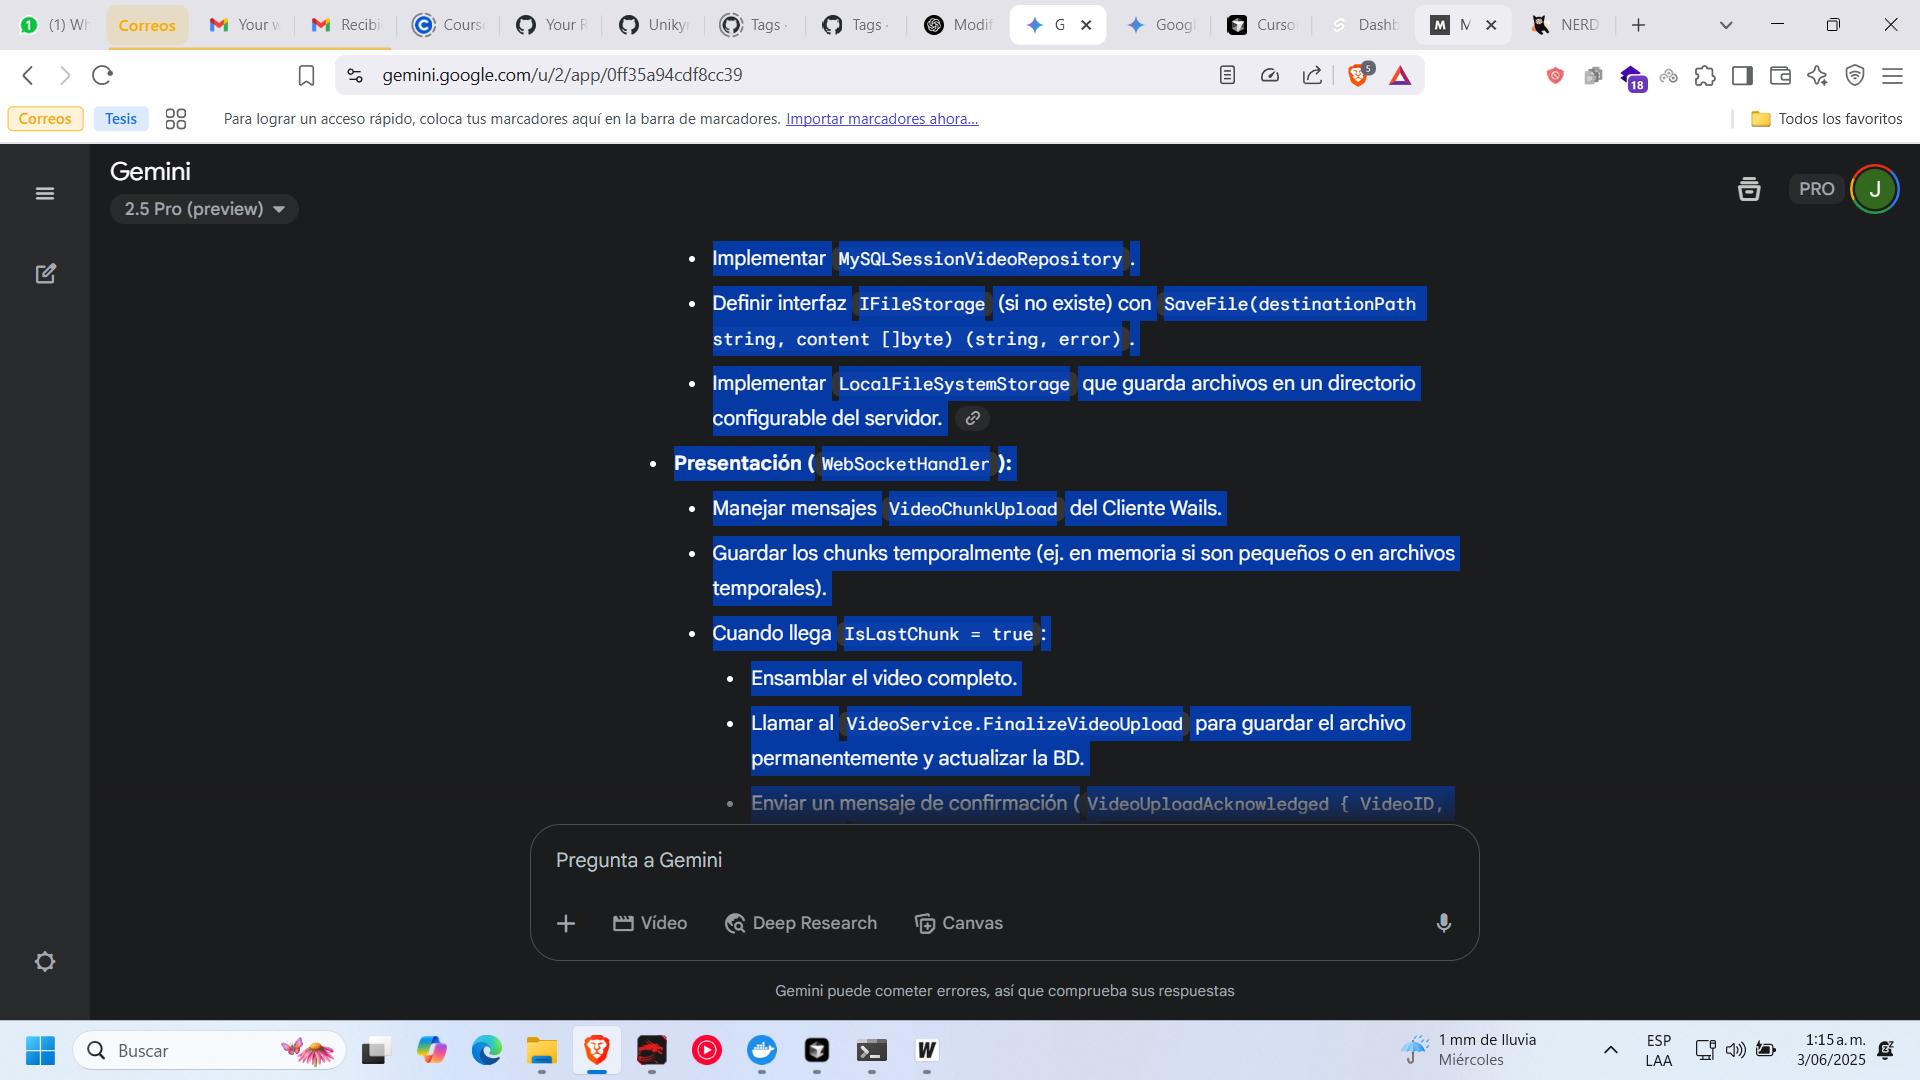 (1) Wh
Correos
Your w
Recibi
Cours
Your R
Unikyr
Tags ·
Tags ·
Modif
G
Googl
Curso
Dashb
M
NERD
gemini.google.com/u/2/app/0ff35a94cdf8cc39
5
18
Correos
Tesis
Para lograr un acceso rápido, coloca tus marcadores aquí en la barra de marcadores. Importar marcadores ahora...
Todos los favoritos
Gemini
2.5 Pro (preview)
PRO
J
Implementar MySQLSessionVideoRepository .
Definir interfaz IFileStorage (si no existe) con SaveFile(destinationPath
string, content []byte) (string, error) .
Implementar LocalFileSystemStorage que guarda archivos en un directorio
configurable del servidor.
Presentación ( WebSocketHandler ):
Manejar mensajes VideoChunkUpload del Cliente Wails.
Guardar los chunks temporalmente (ej. en memoria si son pequeños o en archivos
temporales).
Cuando llega IsLastChunk = true :
Ensamblar el video completo.
Llamar al VideoService.FinalizeVideoUpload para guardar el archivo
permanentemente y actualizar la BD.
Enviar un mensaje de confirmación ( VideoUploadAcknowledged { VideoID,
Pregunta a Gemini
Vídeo
Deep Research
Canvas
Gemini puede cometer errores, así que comprueba sus respuestas
Buscar
1 mm de lluvia
Miércoles
ESP
LAA
1:15 a. m.
3/06/2025